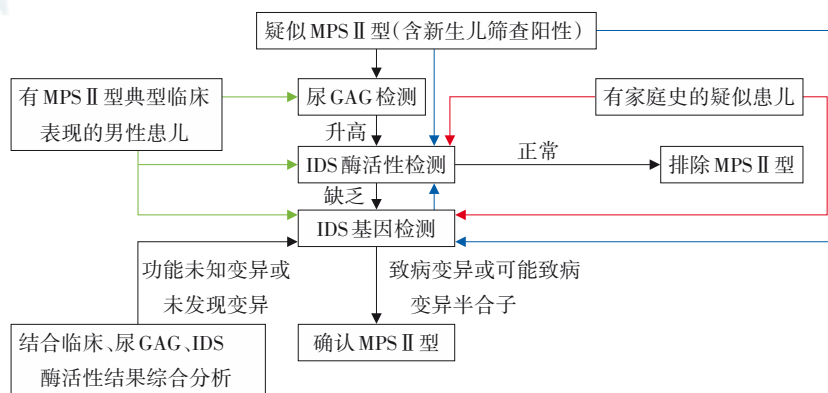 疑似MPSⅡ型(含新生儿筛查阳性)
有MPSⅡ型典型临床
表现的男性患儿
尿GAG检测
有家庭史的疑似患儿
升高
IDS酶活性检测
正常
排除MPSⅡ型
缺乏
IDS基因检测
功能未知变异或
未发现变异
致病变异或可能致病
变异半合子
结合临床、尿GAG、IDS
酶活性结果综合分析
确认MPSⅡ型